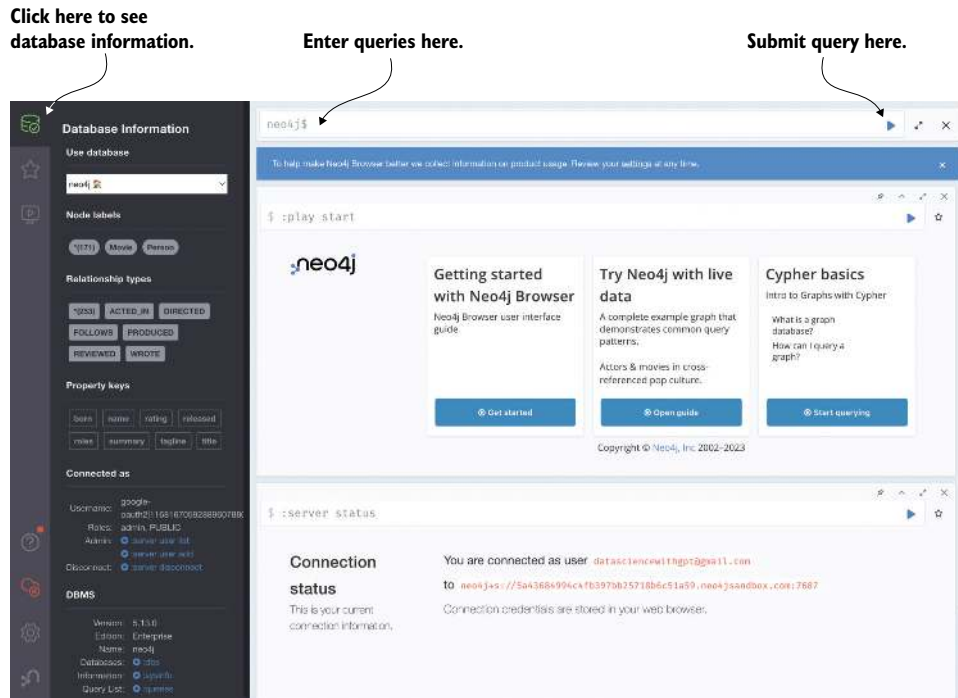 Click here to see
database information.
Enter queries here.
Submit query here.
Database Information
Use database
neo4j
Node labels
*(171) Movie Person
Relationship types
*(253) ACTED_IN DIRECTED
FOLLOWS PRODUCED
REVIEWED WROTE
Property keys
born name rating released
roles summary tagline title
Connected as
Username: google-
Roles: admin, PUBLIC
Admin: :server user list
:server user add
Disconnect: :server disconnect
DBMS
Version: 5.13.0
Edition: Enterprise
Name: neo4j
Databases: :dbs
Information: :sysinfo
Query List: :queries
neo4j$
To help make Neo4j Browser better we collect information on product usage. Review your settings at any time.
$ :play start
neo4j
Getting started
with Neo4j Browser
Neo4j Browser user interface
guide
Get started
Try Neo4j with live
data
A complete example graph that
demonstrates common query
patterns.
Actors & movies in cross-
referenced pop culture.
Open guide
Cypher basics
Intro to Graphs with Cypher
What is a graph
database?
How can I query a
graph?
Start querying
Copyright © Neo4j, Inc 2002–2023
$ :server status
Connection
status
This is your current
connection information.
You are connected as user datasciencewithgpt@gmail.com
to neo4j+s://5a43684994c4fb397bb25718b6c51a59.neo4jsandbox.com:7687
Connection credentials are stored in your web browser.